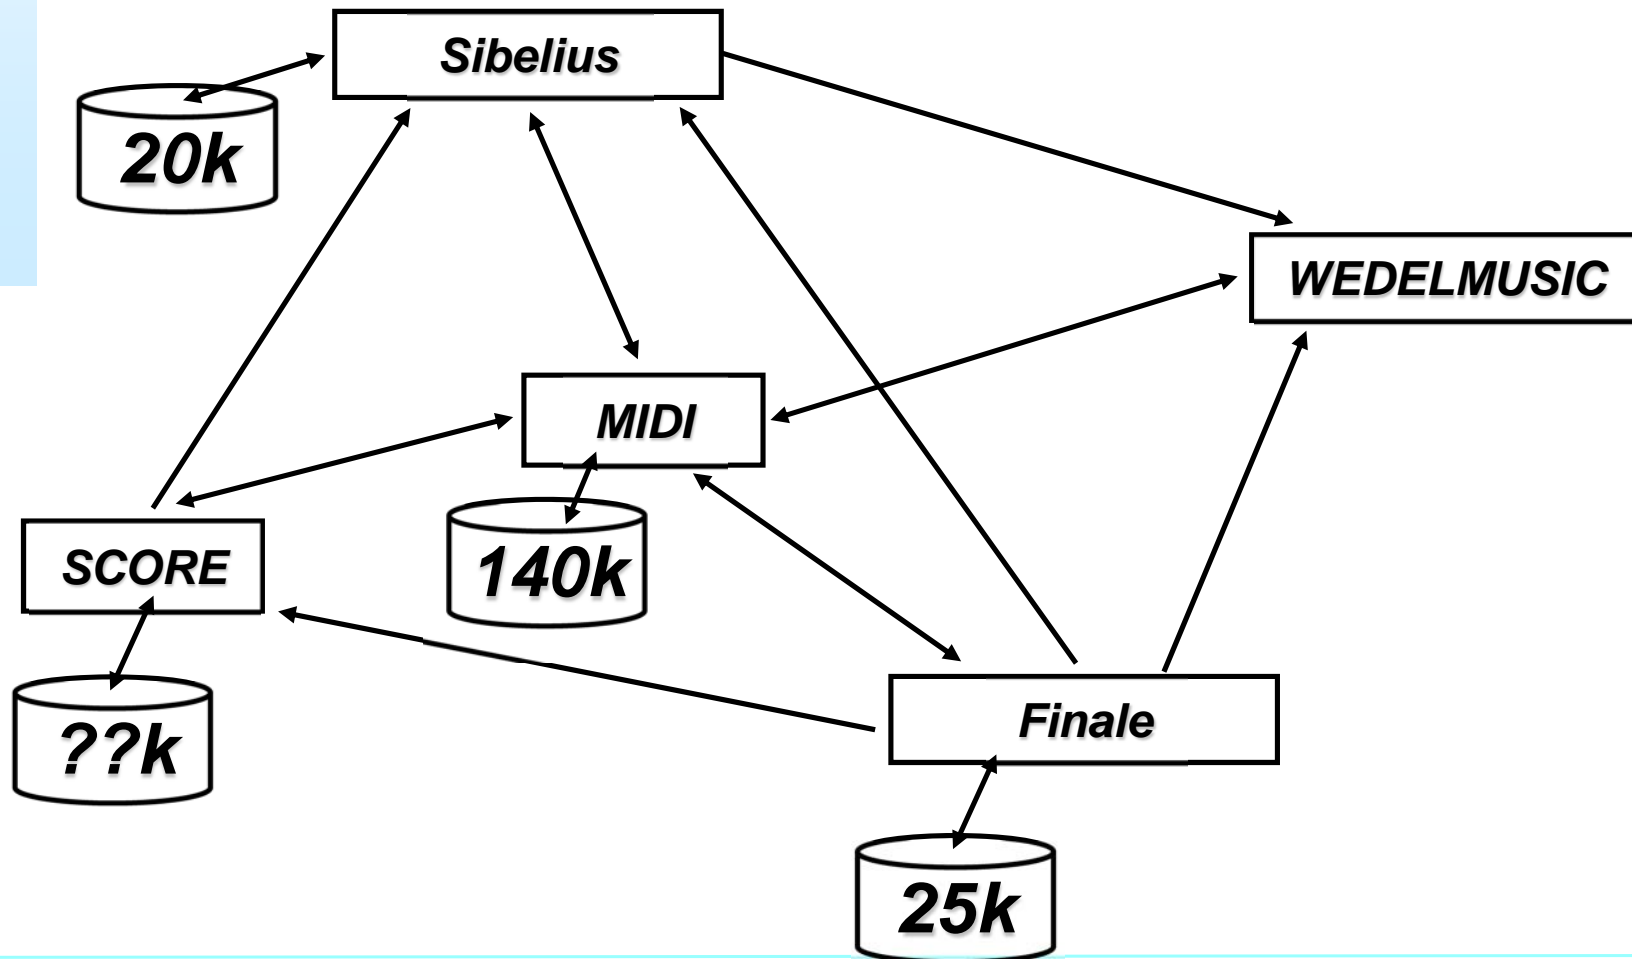 Sibelius
20k
WEDELMUSIC
MIDI
SCORE
140k
??k
Finale
25k